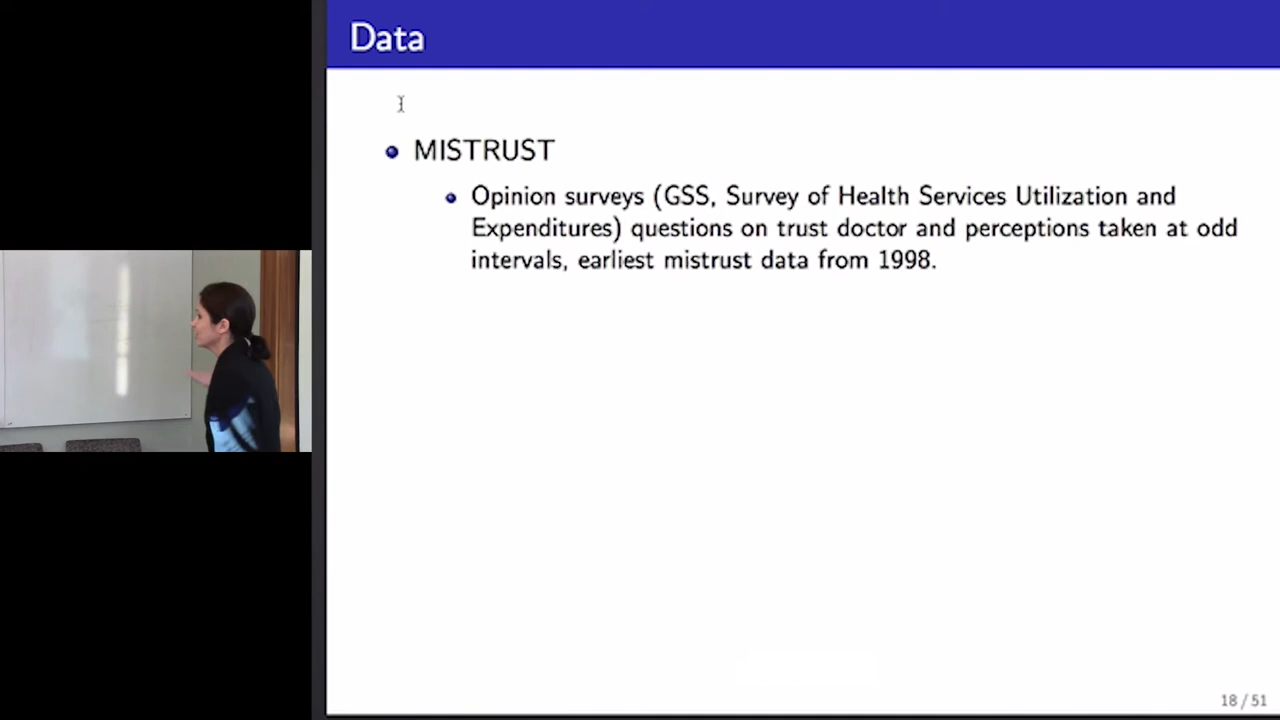 Data
MISTRUST
Opinion surveys (GSS, Survey of Health Services Utilization and
Expenditures) questions on trust doctor and perceptions taken at odd
intervals, earliest mistrust data from 1998.
18 / 51